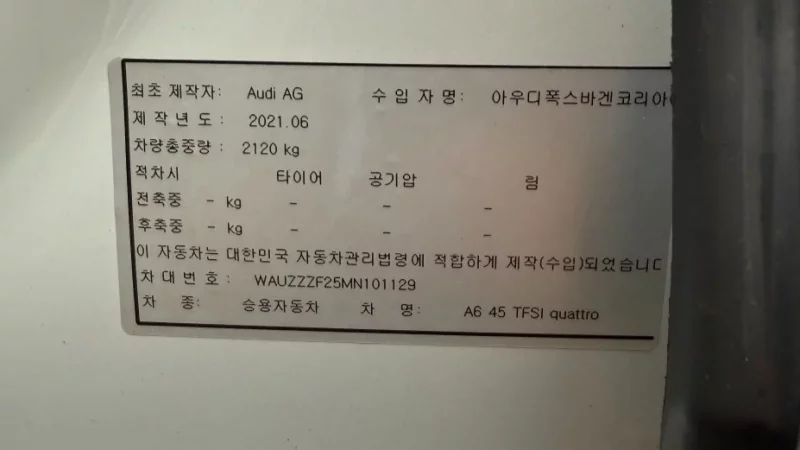 최초 제작자: Audi AG 수 입 자 명: 아우디폭스바겐코리아
제 작 년 도 : 2021.06
차량총중량 : 2120 kg
적차시 타이어 공기압 림
전축중 - kg - - -
후축중 - kg - - -
이 자동차는 대한민국 자동차관리법령에 적합하게 제작(수입)되었습니다
차 대 번 호 : WAUZZZF25MN101129
차 종: 승용자동차 차 명: A6 45 TFSI quattro